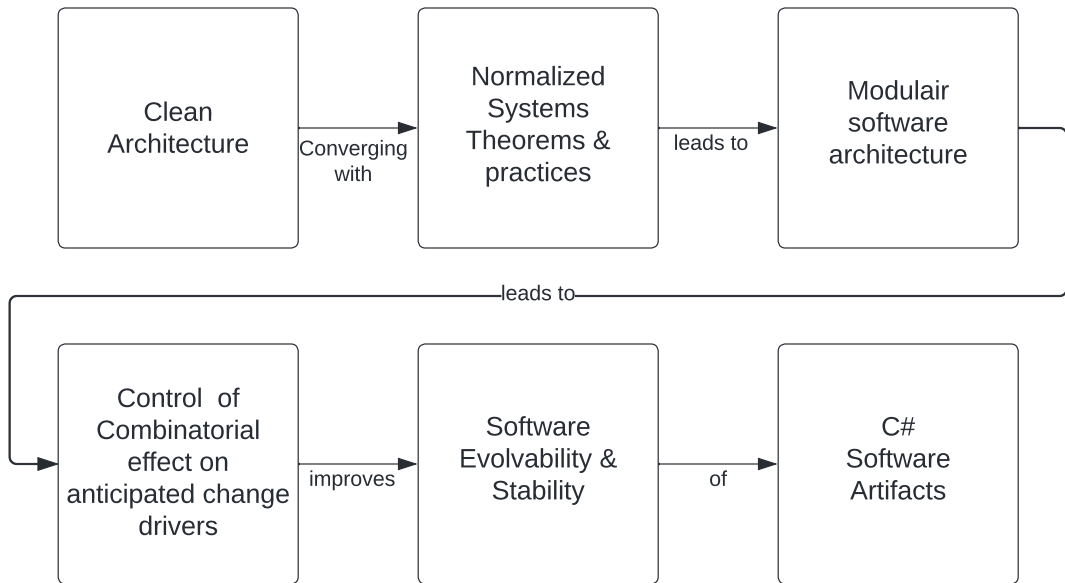 Clean
Architecture
Converging
with
Normalized
Systems
Theorems &
practices
leads to
Modulair
software
architecture
leads to
Control of
Combinatorial
effect on
anticipated change
drivers
improves
Software
Evolvability &
Stability
of
C#
Software
Artifacts